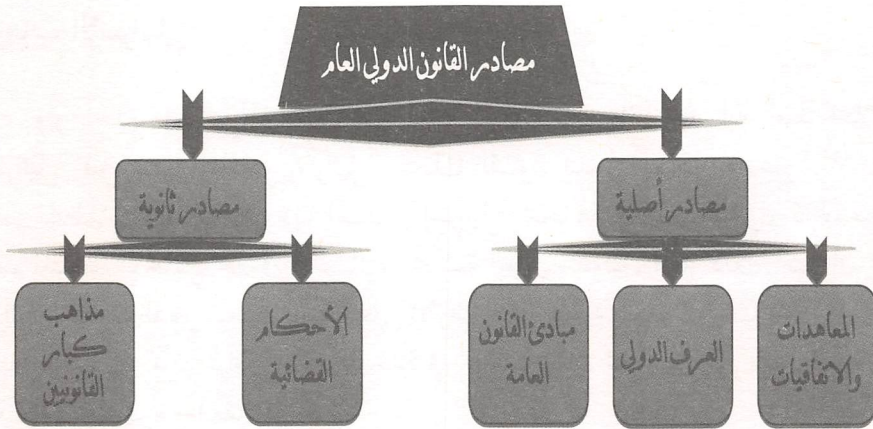 مصادر القانون الدولي العام
مصادر أصلية
مصادر ثانوية
المعاهدات
والاتفاقيات
العرف الدولي
مبادئ القانون
العامة
الأحكام
القضائية
مذاهب
كبار
القانونيين